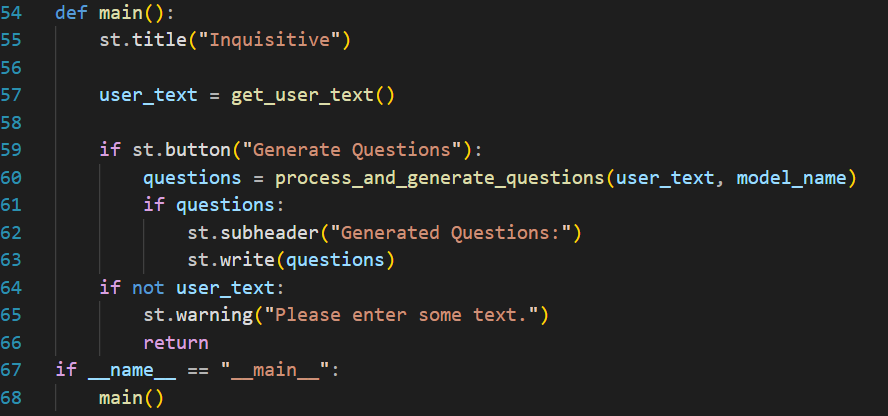 54 def main():
55     st.title("Inquisitive")
56
57     user_text = get_user_text()
58
59     if st.button("Generate Questions"):
60         questions = process_and_generate_questions(user_text, model_name)
61         if questions:
62             st.subheader("Generated Questions:")
63             st.write(questions)
64     if not user_text:
65         st.warning("Please enter some text.")
66         return
67 if __name__ == "__main__":
68     main()